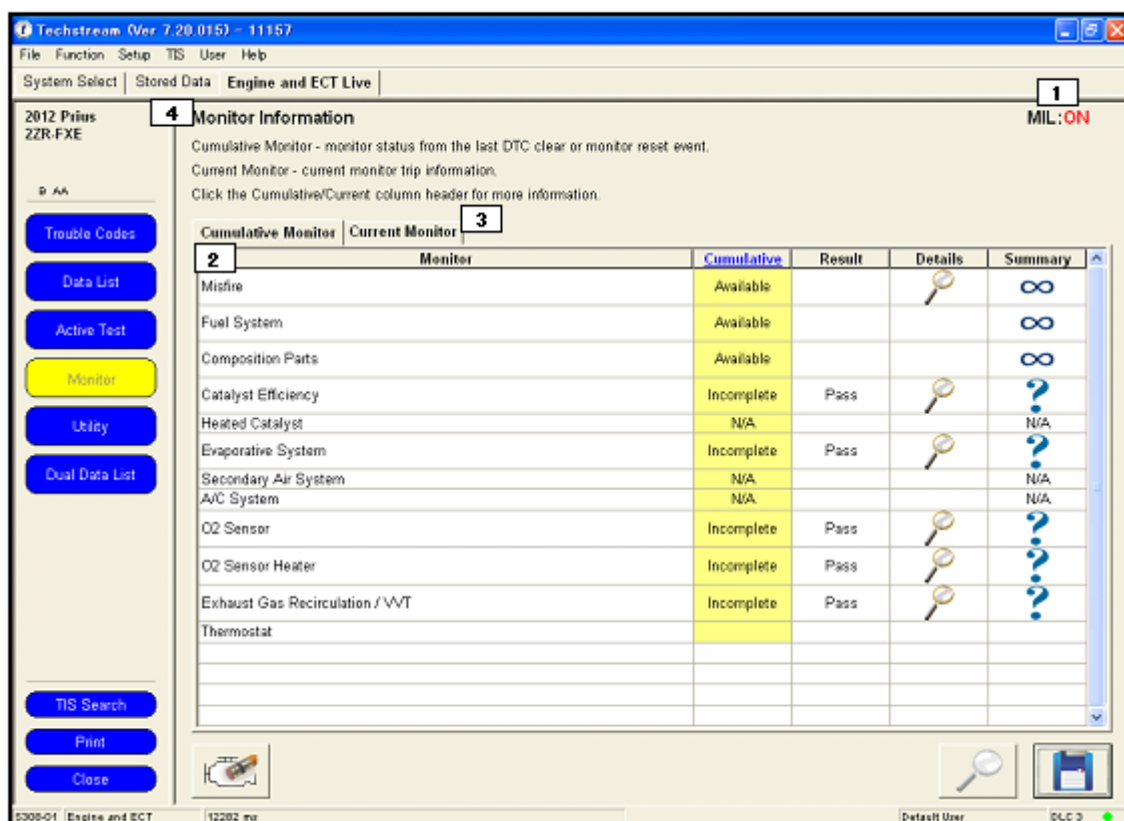 Techstream (Ver 7.20.015) - 11157
File Function Setup TIS User Help
System Select Stored Data Engine and ECT Live
1
2012 Prius
2ZR-FXE
4 Monitor Information
MIL:ON
Cumulative Monitor - monitor status from the last DTC clear or monitor reset event.
Current Monitor - current monitor trip information.
Click the Cumulative/Current column header for more information.
Trouble Codes
Data List
Active Test
Monitor
Utility
Dual Data List
TIS Search
Print
Close
Cumulative Monitor Current Monitor 3
2 Monitor Cumulative Result Details Summary
Misfire Available
Fuel System Available
Composition Parts Available
Catalyst Efficiency Incomplete Pass ?
Heated Catalyst N/A N/A
Evaporative System Incomplete Pass ?
Secondary Air System N/A N/A
A/C System N/A N/A
O2 Sensor Incomplete Pass ?
O2 Sensor Heater Incomplete Pass ?
Exhaust Gas Recirculation / VVT Incomplete Pass ?
Thermostat
S308-01 Engine and ECT 12282 ms Default User DLC 3